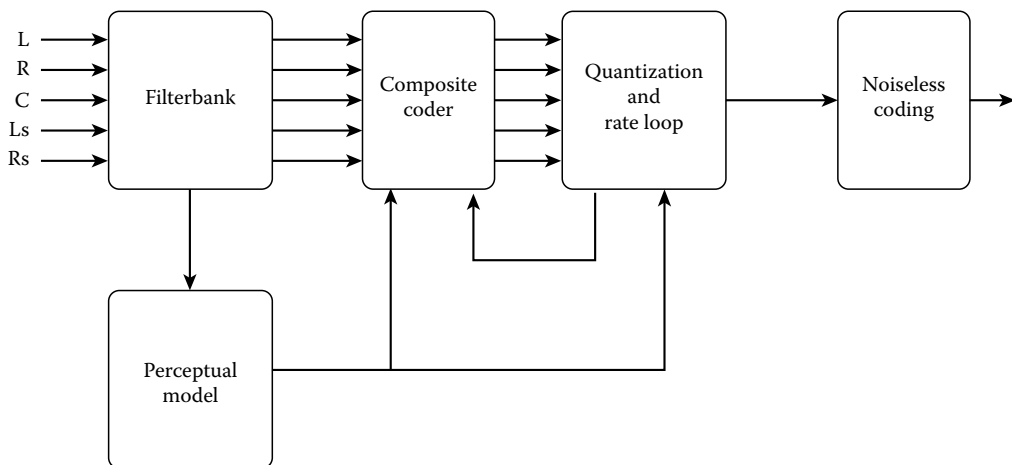 L
R
C
Ls
Rs
Filterbank
Composite
coder
Quantization
and
rate loop
Noiseless
coding
Perceptual
model